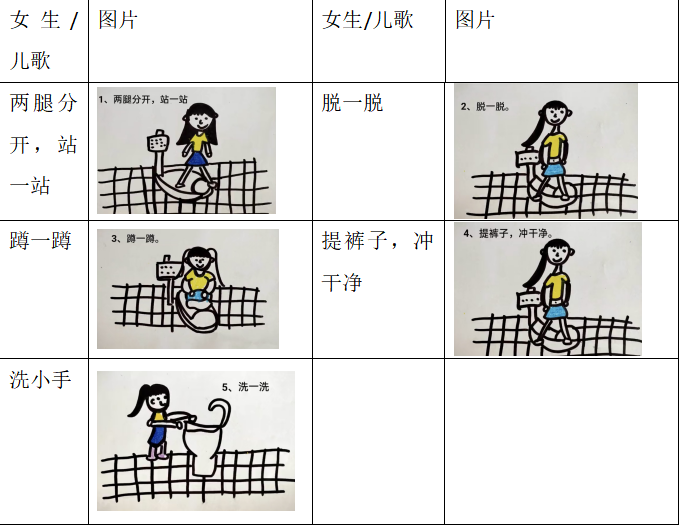 女生/
儿歌
图片
女生/儿歌
图片
两腿分
开，站
一站
1、两腿分开，站一站
脱一脱
2、脱一脱。
蹲一蹲
3、蹲一蹲。
提裤子，冲
干净
4、提裤子，冲干净。
洗小手
5、洗一洗